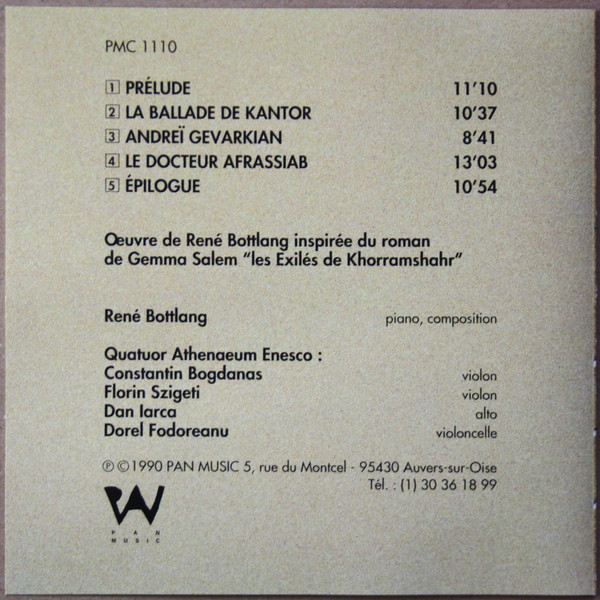 PMC 1110
1 PRÉLUDE 11'10
2 LA BALLADE DE KANTOR 10'37
3 ANDREÏ GEVARKIAN 8'41
4 LE DOCTEUR AFRASSIAB 13'03
5 ÉPILOGUE 10'54
Œuvre de René Bottlang inspirée du roman
de Gemma Salem "les Exilés de Khorramshahr"
René Bottlang piano, composition
Quatuor Athenaeum Enesco :
Constantin Bogdanas violon
Florin Szigeti violon
Dan Iarca alto
Dorel Fodoreanu violoncelle
℗ © 1990 PAN MUSIC 5, rue du Montcel - 95430 Auvers-sur-Oise
Tél. : (1) 30 36 18 99
PAN
PAN
MUSIC